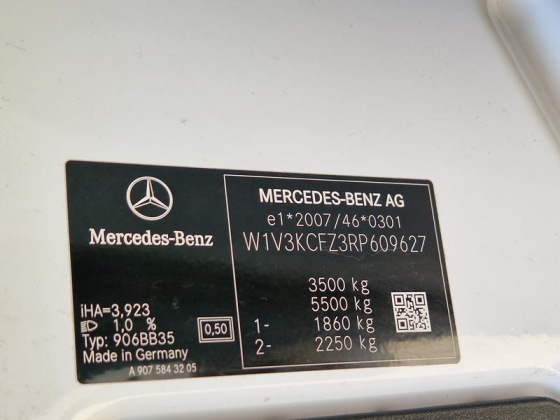 Mercedes-Benz
iHA=3,923
1,0 %
Typ: 906BB35
Made in Germany
0,50
A 907 584 32 05
MERCEDES-BENZ AG
e1*2007/46*0301
W1V3KCFZ3RP609627
3500 kg
5500 kg
1- 1860 kg
2- 2250 kg